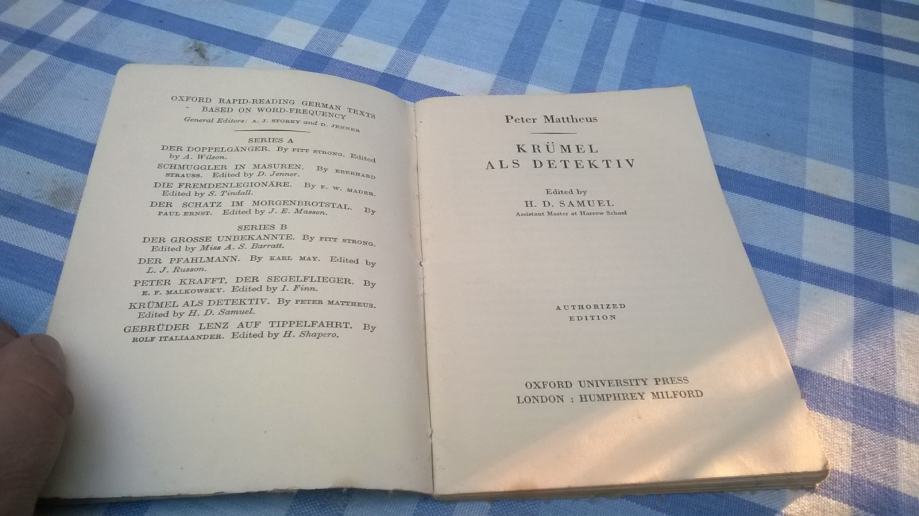 OXFORD RAPID-READING GERMAN TEXTS
BASED ON WORD-FREQUENCY
General Editors: A. J. STOREY and D. JENNER
SERIES A
DER DOPPELGÄNGER. By FITT STRONG. Edited
by A. Wilson.
SCHMUGGLER IN MASUREN. By EBERHARD
STRAUSS. Edited by D. Jenner.
DIE FREMDENLEGIONÄRE. By F. W. MADER.
Edited by S. Tindall.
DER SCHATZ IM MORGENBROTSTAL. By
PAUL ERNST. Edited by J. E. Masson.
SERIES B
DER GROSSE UNBEKANNTE. By FITT STRONG.
Edited by Miss A. S. Barratt.
DER PFAHLMANN. By KARL MAY. Edited by
L. J. Russon.
PETER KRAFFT, DER SEGELFLIEGER. By
E. F. MALKOWSKY. Edited by I. Finn.
KRÜMEL ALS DETEKTIV. By PETER MATTHEUS.
Edited by H. D. Samuel.
GEBRÜDER LENZ AUF TIPPELFAHRT. By
ROLF ITALIAANDER. Edited by H. Shapero.
Peter Mattheus
KRÜMEL
ALS DETEKTIV
Edited by
H. D. SAMUEL
Assistant Master at Harrow School
AUTHORIZED
EDITION
OXFORD UNIVERSITY PRESS
LONDON : HUMPHREY MILFORD